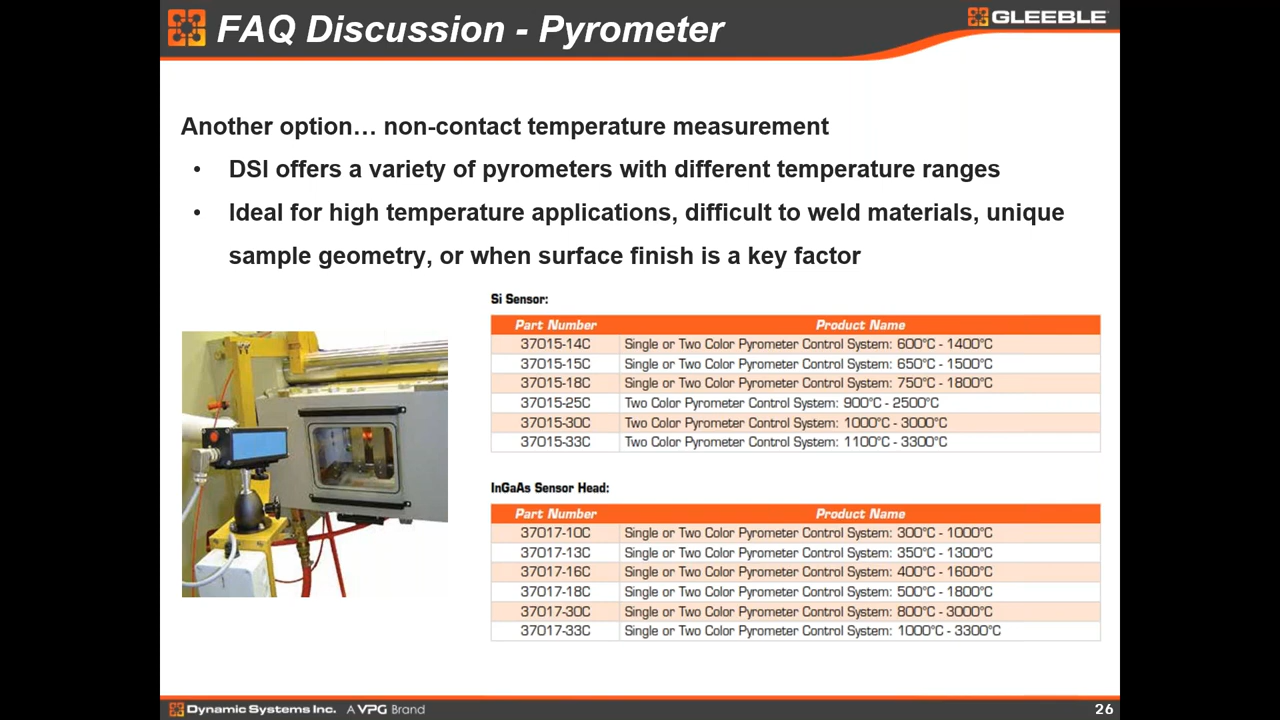 FAQ Discussion - Pyrometer
GLEEBLE®
Another option… non-contact temperature measurement
• DSI offers a variety of pyrometers with different temperature ranges
• Ideal for high temperature applications, difficult to weld materials, unique
sample geometry, or when surface finish is a key factor
Si Sensor:
Part Number Product Name
37015-14C Single or Two Color Pyrometer Control System: 600°C - 1400°C
37015-15C Single or Two Color Pyrometer Control System: 650°C - 1500°C
37015-18C Single or Two Color Pyrometer Control System: 750°C - 1800°C
37015-25C Two Color Pyrometer Control System: 900°C - 2500°C
37015-30C Two Color Pyrometer Control System: 1000°C - 3000°C
37015-33C Two Color Pyrometer Control System: 1100°C - 3300°C
InGaAs Sensor Head:
Part Number Product Name
37017-10C Single or Two Color Pyrometer Control System: 300°C - 1000°C
37017-13C Single or Two Color Pyrometer Control System: 350°C - 1300°C
37017-16C Single or Two Color Pyrometer Control System: 400°C - 1600°C
37017-18C Single or Two Color Pyrometer Control System: 500°C - 1800°C
37017-30C Single or Two Color Pyrometer Control System: 800°C - 3000°C
37017-33C Single or Two Color Pyrometer Control System: 1000°C - 3300°C
Dynamic Systems Inc. A VPG Brand
26